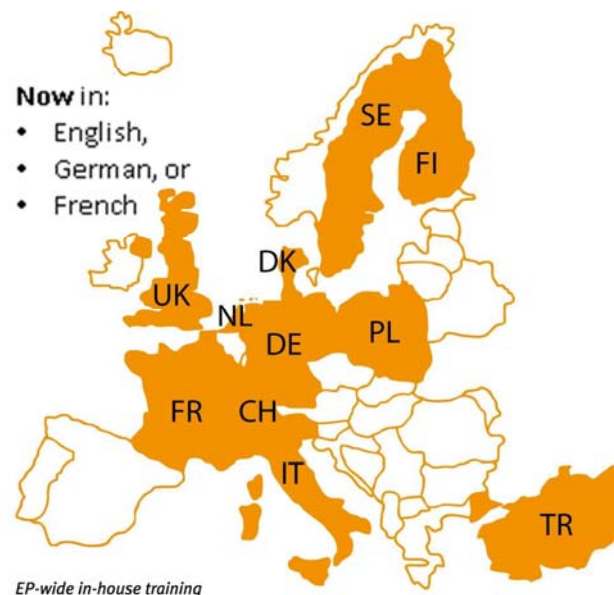 Now in:
• English,
• German, or
• French
SE
FI
DK
UK
NL
DE
PL
FR
CH
IT
TR
EP-wide in-house training